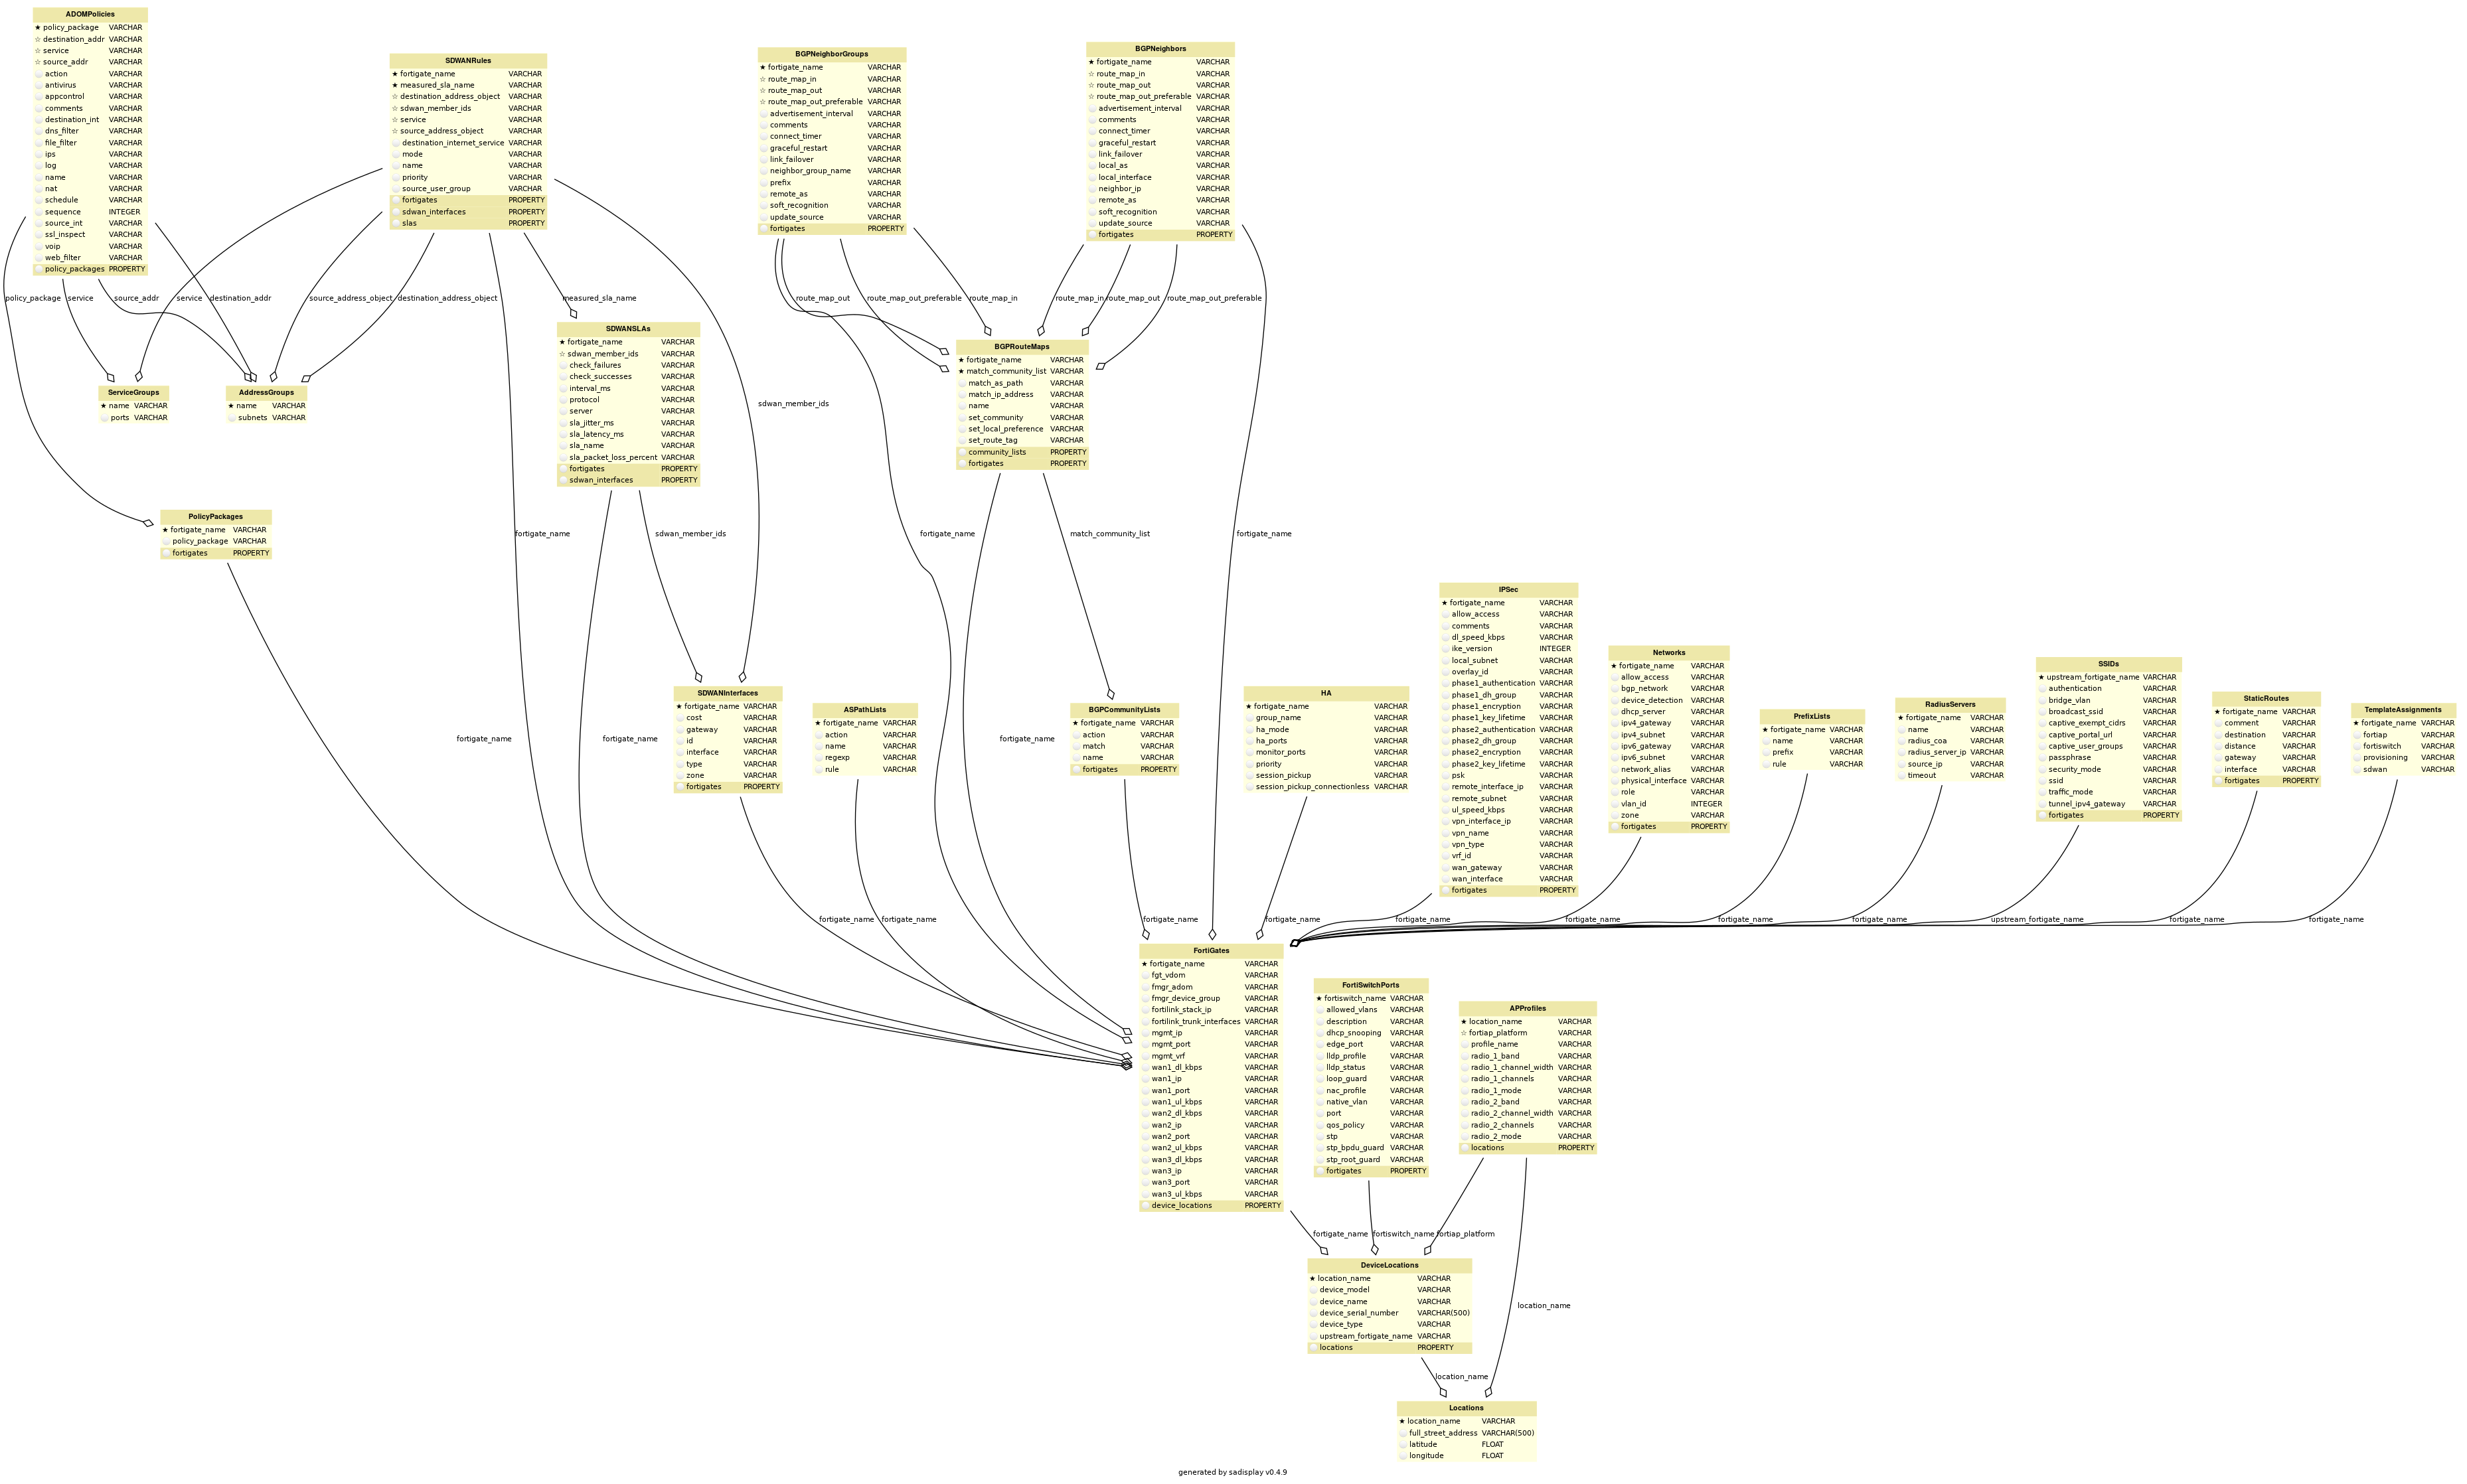 ADOMPolicies
★ policy_package VARCHAR
☆ destination_addr VARCHAR
☆ service VARCHAR
☆ source_addr VARCHAR
action VARCHAR
antivirus VARCHAR
appcontrol VARCHAR
comments VARCHAR
destination_int VARCHAR
dns_filter VARCHAR
file_filter VARCHAR
ips VARCHAR
log VARCHAR
name VARCHAR
nat VARCHAR
schedule VARCHAR
sequence INTEGER
source_int VARCHAR
ssl_inspect VARCHAR
voip VARCHAR
web_filter VARCHAR
policy_packages PROPERTY
SDWANRules
★ fortigate_name VARCHAR
★ measured_sla_name VARCHAR
☆ destination_address_object VARCHAR
☆ sdwan_member_ids VARCHAR
☆ service VARCHAR
☆ source_address_object VARCHAR
destination_internet_service VARCHAR
mode VARCHAR
name VARCHAR
priority VARCHAR
source_user_group VARCHAR
fortigates PROPERTY
sdwan_interfaces PROPERTY
slas PROPERTY
BGPNeighborGroups
★ fortigate_name VARCHAR
☆ route_map_in VARCHAR
☆ route_map_out VARCHAR
☆ route_map_out_preferable VARCHAR
advertisement_interval VARCHAR
comments VARCHAR
connect_timer VARCHAR
graceful_restart VARCHAR
link_failover VARCHAR
neighbor_group_name VARCHAR
prefix VARCHAR
remote_as VARCHAR
soft_recognition VARCHAR
update_source VARCHAR
fortigates PROPERTY
BGPNeighbors
★ fortigate_name VARCHAR
☆ route_map_in VARCHAR
☆ route_map_out VARCHAR
☆ route_map_out_preferable VARCHAR
advertisement_interval VARCHAR
comments VARCHAR
connect_timer VARCHAR
graceful_restart VARCHAR
link_failover VARCHAR
local_as VARCHAR
local_interface VARCHAR
neighbor_ip VARCHAR
remote_as VARCHAR
soft_recognition VARCHAR
update_source VARCHAR
fortigates PROPERTY
policy_package
service
source_addr
service
destination_addr
source_address_object
destination_address_object
measured_sla_name
route_map_out
route_map_out_preferable
route_map_in
route_map_in
route_map_out
route_map_out_preferable
SDWANSLAs
★ fortigate_name VARCHAR
☆ sdwan_member_ids VARCHAR
check_failures VARCHAR
check_successes VARCHAR
interval_ms VARCHAR
protocol VARCHAR
server VARCHAR
sla_jitter_ms VARCHAR
sla_latency_ms VARCHAR
sla_name VARCHAR
sla_packet_loss_percent VARCHAR
fortigates PROPERTY
sdwan_interfaces PROPERTY
BGPRouteMaps
★ fortigate_name VARCHAR
★ match_community_list VARCHAR
match_as_path VARCHAR
match_ip_address VARCHAR
name VARCHAR
set_community VARCHAR
set_local_preference VARCHAR
set_route_tag VARCHAR
community_lists PROPERTY
fortigates PROPERTY
ServiceGroups
★ name VARCHAR
ports VARCHAR
AddressGroups
★ name VARCHAR
subnets VARCHAR
sdwan_member_ids
PolicyPackages
★ fortigate_name VARCHAR
policy_package VARCHAR
fortigates PROPERTY
fortigate_name
sdwan_member_ids
fortigate_name
match_community_list
fortigate_name
IPSec
★ fortigate_name VARCHAR
allow_access VARCHAR
comments VARCHAR
dl_speed_kbps VARCHAR
ike_version INTEGER
local_subnet VARCHAR
overlay_id VARCHAR
phase1_authentication VARCHAR
phase1_dh_group VARCHAR
phase1_encryption VARCHAR
phase1_key_lifetime VARCHAR
phase2_authentication VARCHAR
phase2_dh_group VARCHAR
phase2_encryption VARCHAR
phase2_key_lifetime VARCHAR
psk VARCHAR
remote_interface_ip VARCHAR
remote_subnet VARCHAR
ul_speed_kbps VARCHAR
vpn_interface_ip VARCHAR
vpn_name VARCHAR
vpn_type VARCHAR
vrf_id VARCHAR
wan_gateway VARCHAR
wan_interface VARCHAR
fortigates PROPERTY
Networks
★ fortigate_name VARCHAR
allow_access VARCHAR
bgp_network VARCHAR
device_detection VARCHAR
dhcp_server VARCHAR
ipv4_gateway VARCHAR
ipv4_subnet VARCHAR
ipv6_gateway VARCHAR
ipv6_subnet VARCHAR
network_alias VARCHAR
physical_interface VARCHAR
role VARCHAR
vlan_id INTEGER
zone VARCHAR
fortigates PROPERTY
SSIDs
★ upstream_fortigate_name VARCHAR
authentication VARCHAR
bridge_vlan VARCHAR
broadcast_ssid VARCHAR
captive_exempt_cidrs VARCHAR
captive_portal_url VARCHAR
captive_user_groups VARCHAR
passphrase VARCHAR
security_mode VARCHAR
ssid VARCHAR
traffic_mode VARCHAR
tunnel_ipv4_gateway VARCHAR
fortigates PROPERTY
SDWANInterfaces
★ fortigate_name VARCHAR
cost VARCHAR
gateway VARCHAR
id VARCHAR
interface VARCHAR
type VARCHAR
zone VARCHAR
fortigates PROPERTY
ASPathLists
★ fortigate_name VARCHAR
action VARCHAR
name VARCHAR
regexp VARCHAR
rule VARCHAR
BGPCommunityLists
★ fortigate_name VARCHAR
action VARCHAR
match VARCHAR
name VARCHAR
fortigates PROPERTY
HA
★ fortigate_name VARCHAR
group_name VARCHAR
ha_mode VARCHAR
ha_ports VARCHAR
monitor_ports VARCHAR
priority VARCHAR
session_pickup VARCHAR
session_pickup_connectionless VARCHAR
PrefixLists
★ fortigate_name VARCHAR
name VARCHAR
prefix VARCHAR
rule VARCHAR
RadiusServers
★ fortigate_name VARCHAR
name VARCHAR
radius_coa VARCHAR
radius_server_ip VARCHAR
source_ip VARCHAR
timeout VARCHAR
StaticRoutes
★ fortigate_name VARCHAR
comment VARCHAR
destination VARCHAR
distance VARCHAR
gateway VARCHAR
interface VARCHAR
fortigates PROPERTY
TemplateAssignments
★ fortigate_name VARCHAR
fortiap VARCHAR
fortiswitch VARCHAR
provisioning VARCHAR
sdwan VARCHAR
fortigate_name
fortigate_name
fortigate_name
fortigate_name
fortigate_name
fortigate_name
fortigate_name
fortigate_name
fortigate_name
fortigate_name
fortigate_name
upstream_fortigate_name
fortigate_name
fortigate_name
FortiGates
★ fortigate_name VARCHAR
fgt_vdom VARCHAR
fmgr_adom VARCHAR
fmgr_device_group VARCHAR
fortilink_stack_ip VARCHAR
fortilink_trunk_interfaces VARCHAR
mgmt_ip VARCHAR
mgmt_port VARCHAR
mgmt_vrf VARCHAR
wan1_dl_kbps VARCHAR
wan1_ip VARCHAR
wan1_port VARCHAR
wan1_ul_kbps VARCHAR
wan2_dl_kbps VARCHAR
wan2_ip VARCHAR
wan2_port VARCHAR
wan2_ul_kbps VARCHAR
wan3_dl_kbps VARCHAR
wan3_ip VARCHAR
wan3_port VARCHAR
wan3_ul_kbps VARCHAR
device_locations PROPERTY
FortiSwitchPorts
★ fortiswitch_name VARCHAR
allowed_vlans VARCHAR
description VARCHAR
dhcp_snooping VARCHAR
edge_port VARCHAR
lldp_profile VARCHAR
lldp_status VARCHAR
loop_guard VARCHAR
nac_profile VARCHAR
native_vlan VARCHAR
port VARCHAR
qos_policy VARCHAR
stp VARCHAR
stp_bpdu_guard VARCHAR
stp_root_guard VARCHAR
fortigates PROPERTY
APProfiles
★ location_name VARCHAR
☆ fortiap_platform VARCHAR
profile_name VARCHAR
radio_1_band VARCHAR
radio_1_channel_width VARCHAR
radio_1_channels VARCHAR
radio_1_mode VARCHAR
radio_2_band VARCHAR
radio_2_channel_width VARCHAR
radio_2_channels VARCHAR
radio_2_mode VARCHAR
locations PROPERTY
fortigate_name
fortiswitch_name
fortiap_platform
DeviceLocations
★ location_name VARCHAR
device_model VARCHAR
device_name VARCHAR
device_serial_number VARCHAR(500)
device_type VARCHAR
upstream_fortigate_name VARCHAR
locations PROPERTY
location_name
location_name
Locations
★ location_name VARCHAR
full_street_address VARCHAR(500)
latitude FLOAT
longitude FLOAT
generated by sadisplay v0.4.9